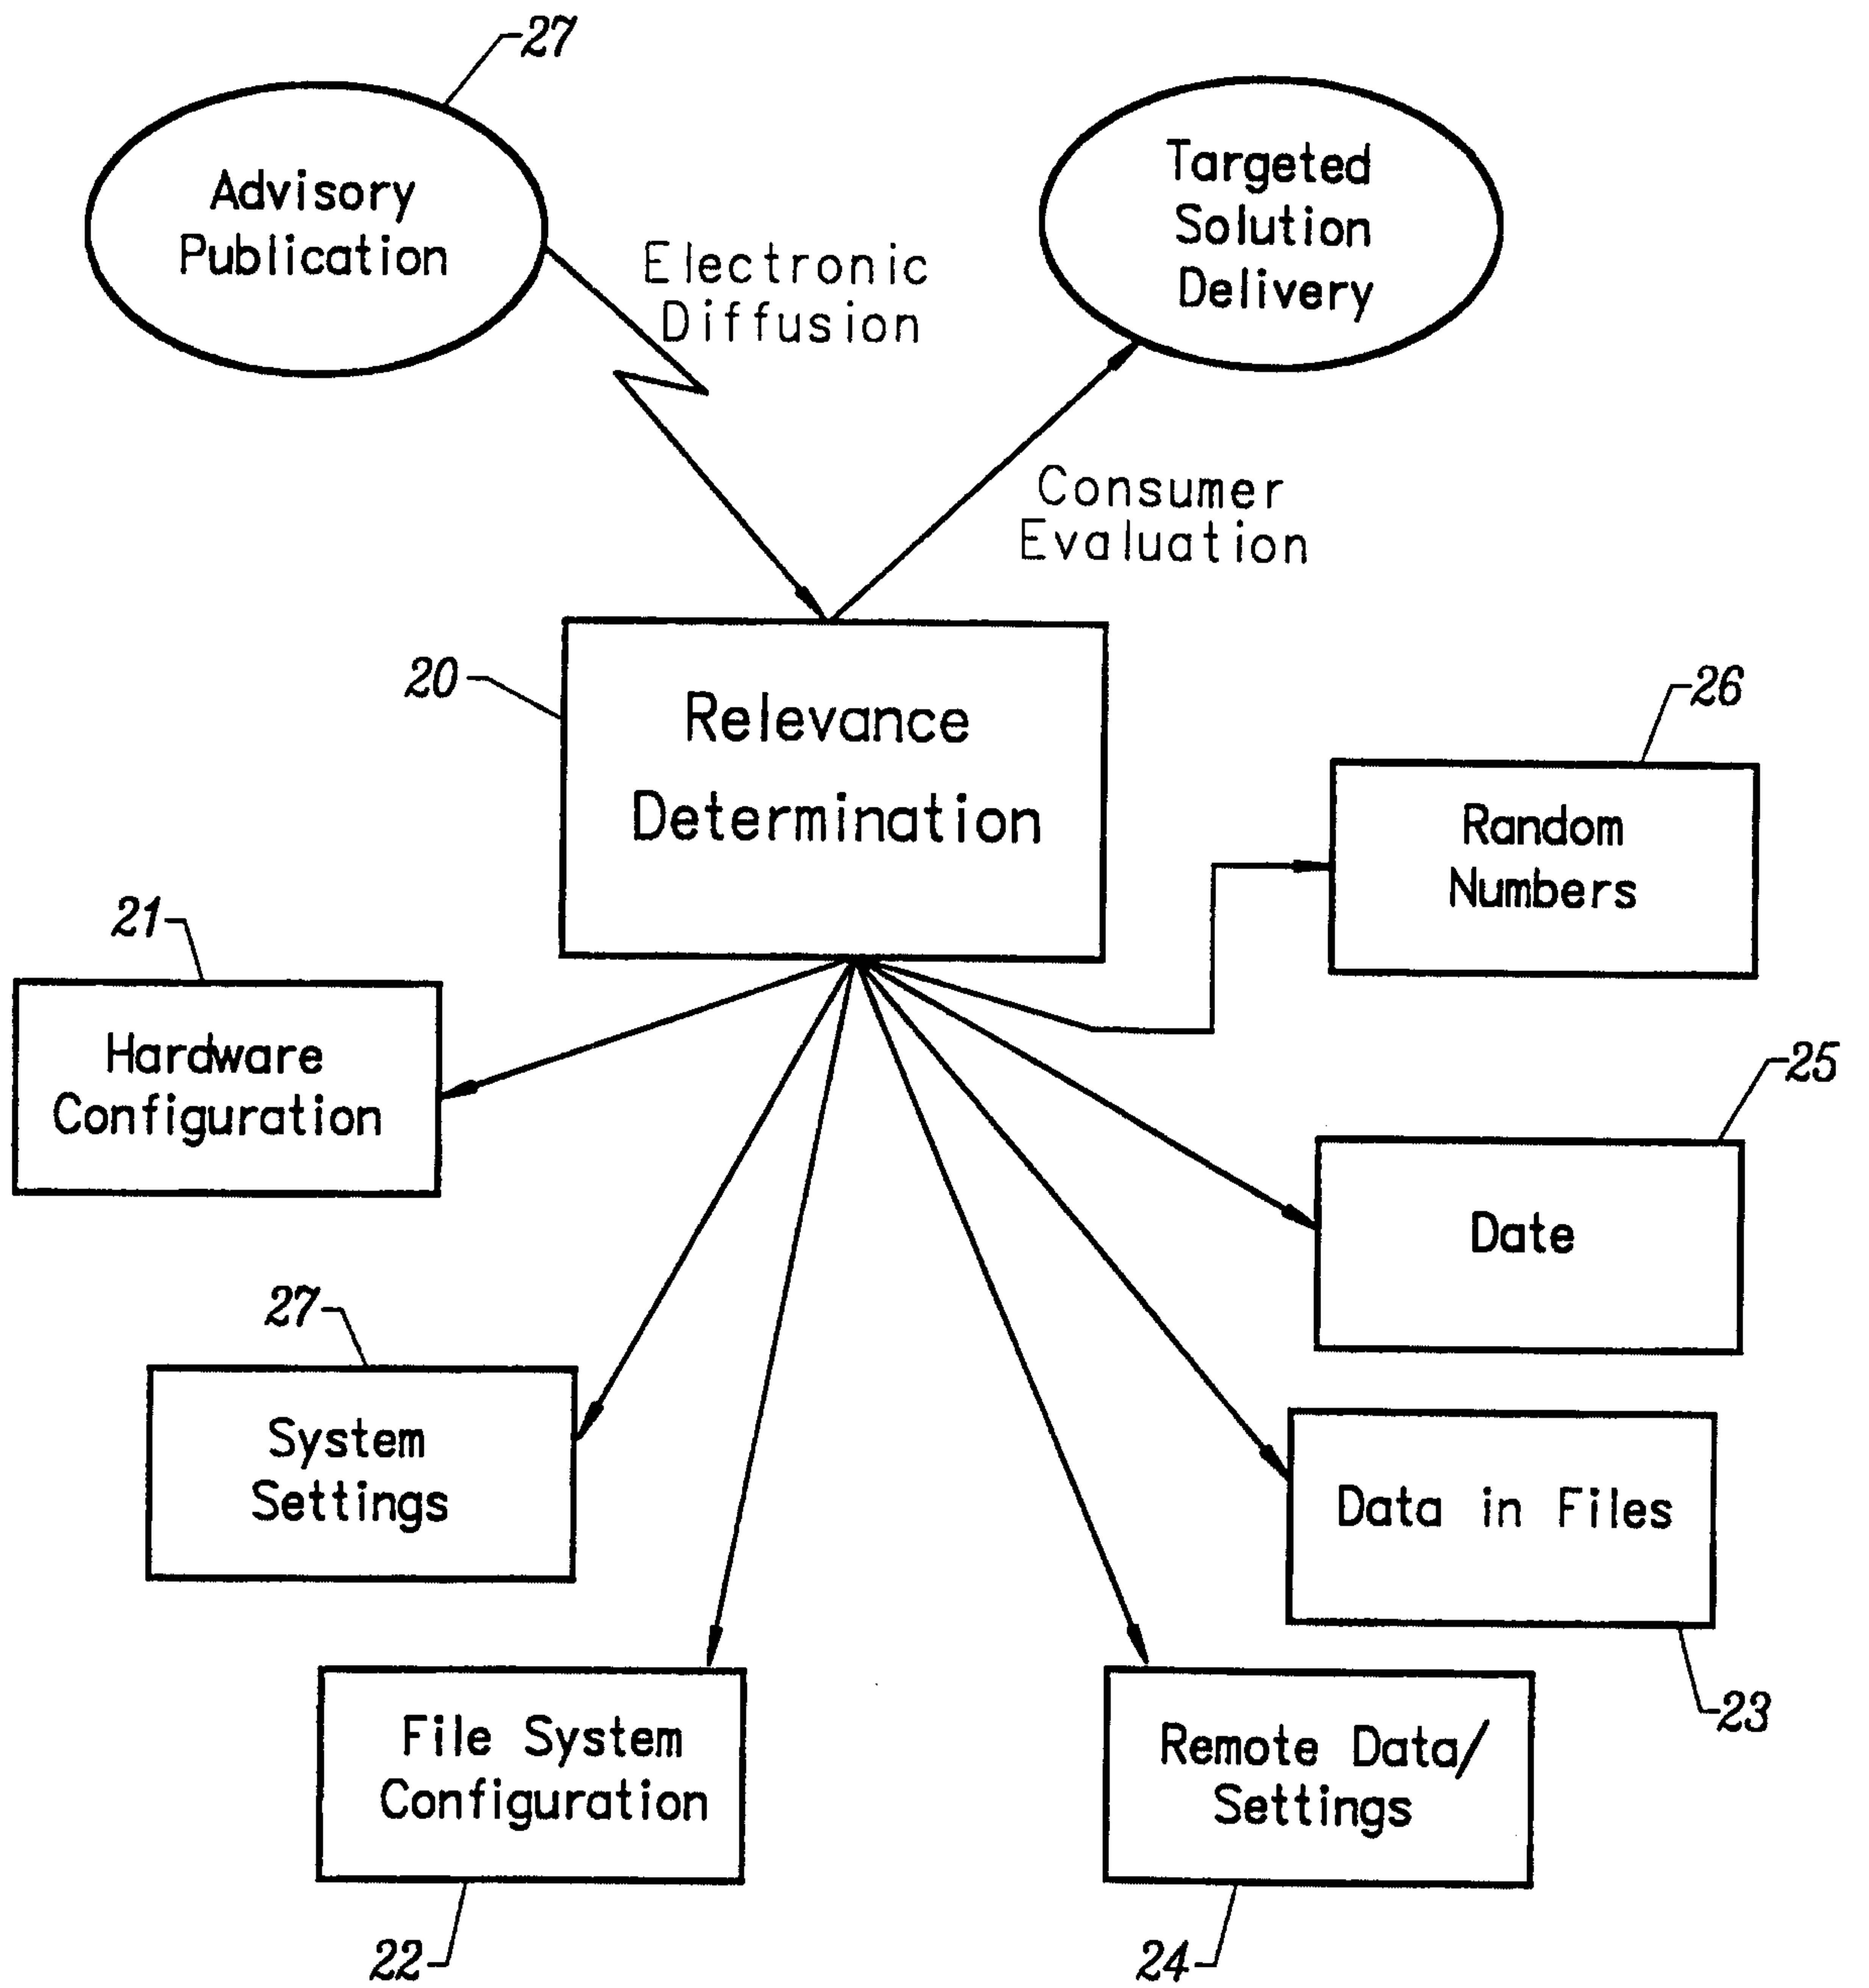 27
Advisory
Publication
Targeted
Solution
Delivery
Electronic
Diffusion
Consumer
Evaluation
20
Relevance
Determination
26
Random
Numbers
21
Hardware
Configuration
25
Date
27
System
Settings
Data in Files
23
File System
Configuration
22
Remote Data/
Settings
24